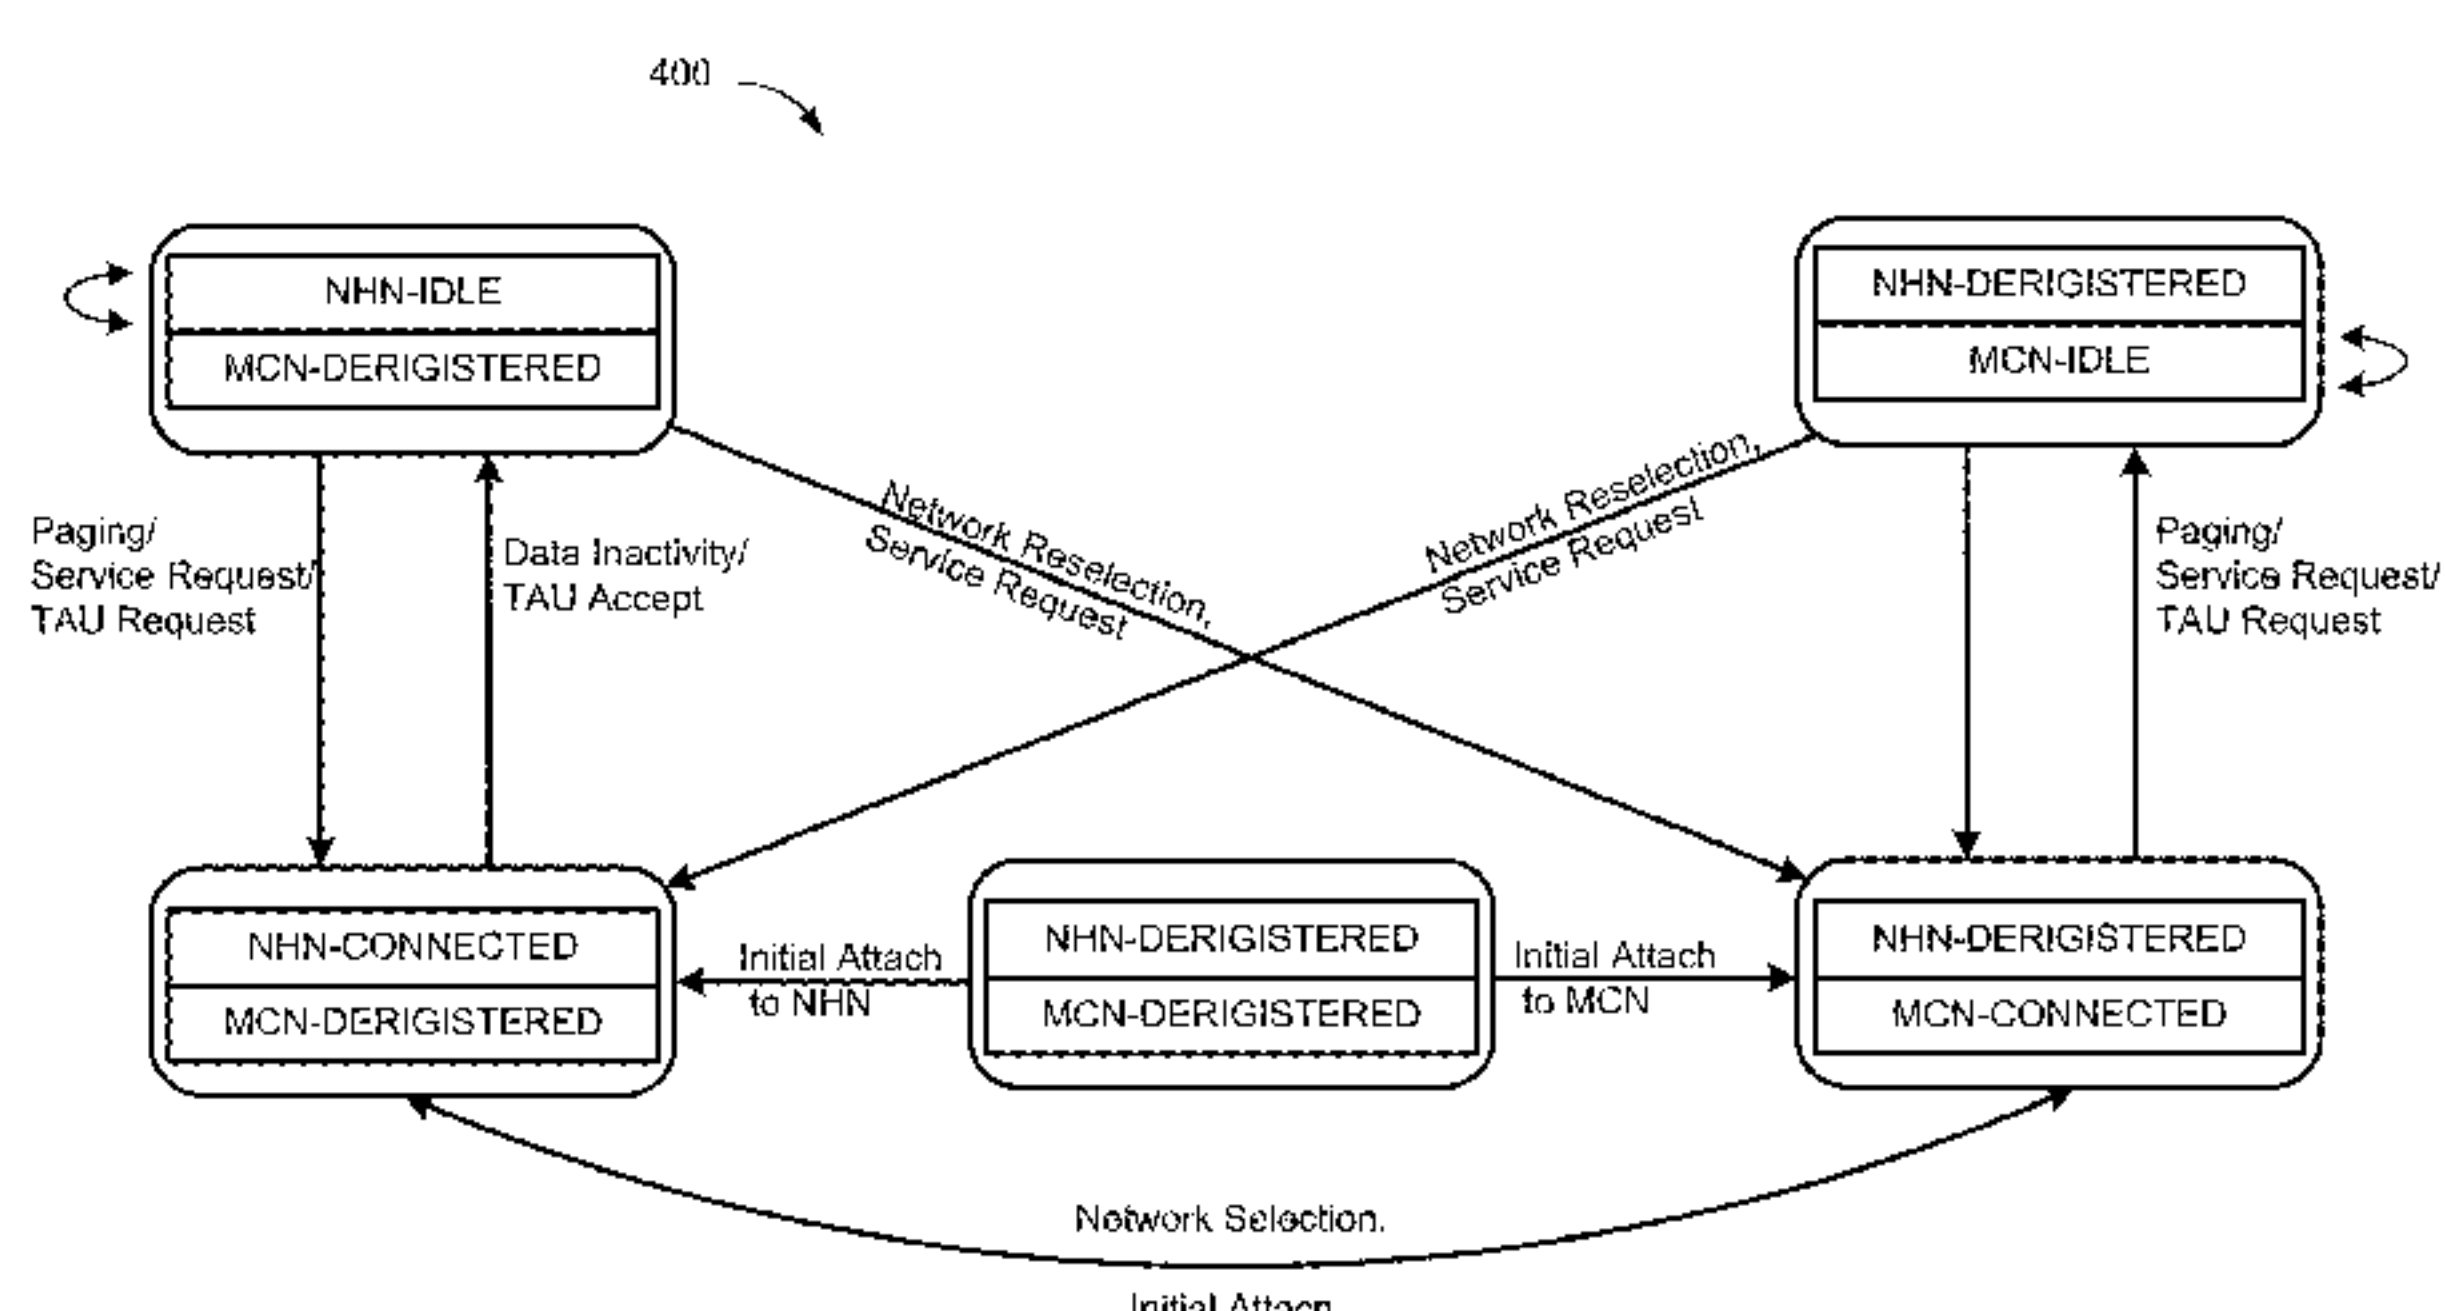 400
NHN-IDLE
MCN-DERIGISTERED
NHN-DERIGISTERED
MCN-IDLE
Paging/
Service Request/
TAU Request
Data Inactivity/
TAU Accept
Network Reselection,
Service Request
Network Reselection,
Service Request
Paging/
Service Request/
TAU Request
NHN-CONNECTED
MCN-DERIGISTERED
Initial Attach
to NHN
NHN-DERIGISTERED
MCN-DERIGISTERED
Initial Attach
to MCN
NHN-DERIGISTERED
MCN-CONNECTED
Network Selection.
Initial Attach